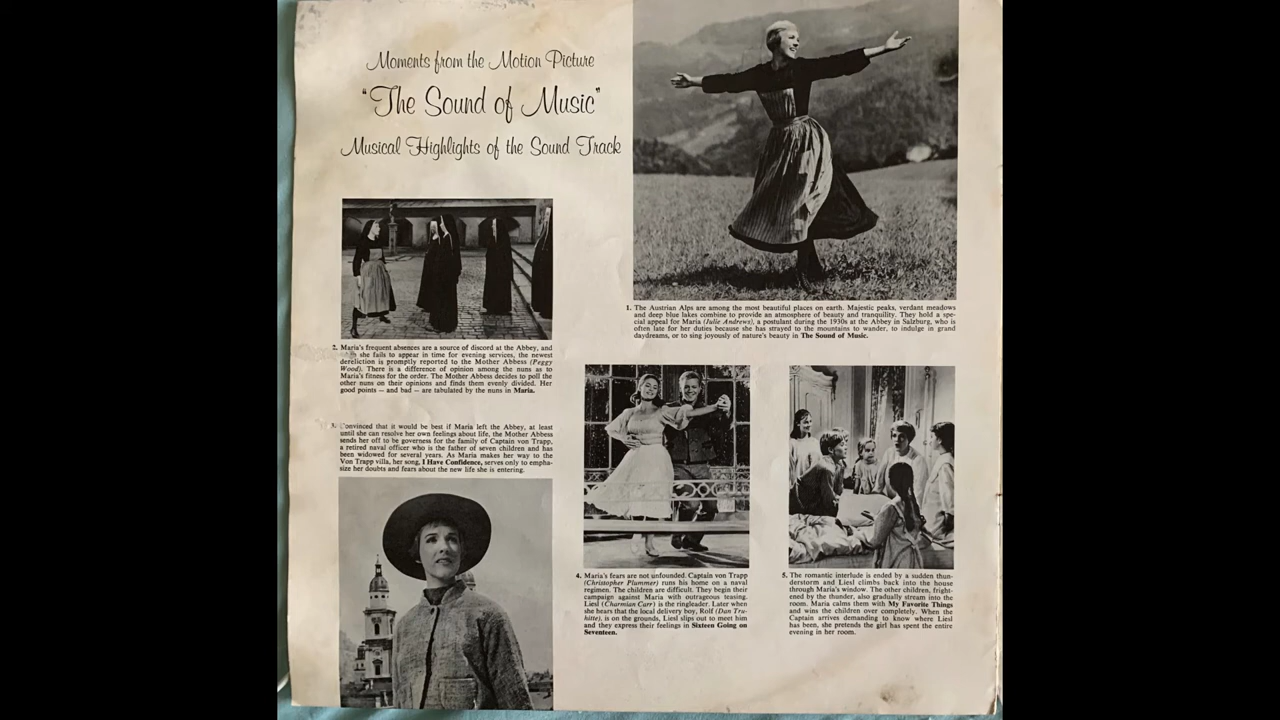 Moments from the Motion Picture
"The Sound of Music"
Musical Highlights of the Sound Track
1. The Austrian Alps are among the most beautiful places on earth. Majestic peaks, verdant meadows
and deep blue lakes combine to provide an atmosphere of beauty and tranquility. They hold a spe-
cial appeal for Maria (Julie Andrews), a postulant during the 1930s at the Abbey in Salzburg, who is
often late for her duties because she has strayed to the mountains to wander, to indulge in grand
daydreams, or to sing joyously of nature's beauty in The Sound of Music.
2. Maria's frequent absences are a source of discord at the Abbey, and
she fails to appear in time for evening services, the newest
dereliction is promptly reported to the Mother Abbess (Peggy
Wood). There is a difference of opinion among the nuns as to
Maria's fitness for the order. The Mother Abbess decides to poll the
other nuns on their opinions and finds them evenly divided. Her
good points — and bad — are tabulated by the nuns in Maria.
3. Convinced that it would be best if Maria left the Abbey, at least
until she can resolve her own feelings about life, the Mother Abbess
sends her off to be governess for the family of Captain von Trapp,
a retired naval officer who is the father of seven children and has
been widowed for several years. As Maria makes her way to the
Von Trapp villa, her song, I Have Confidence, serves only to empha-
size her doubts and fears about the new life she is entering.
4. Maria's fears are not unfounded. Captain von Trapp
(Christopher Plummer) runs his home on a naval
regimen. The children are difficult. They begin their
campaign against Maria with outrageous teasing.
Liesl (Charmian Carr) is the ringleader. Later when
she hears that the local delivery boy, Rolf (Dan Tru-
hitte), is on the grounds, Liesl slips out to meet him
and they express their feelings in Sixteen Going on
Seventeen.
5. The romantic interlude is ended by a sudden thun-
derstorm and Liesl climbs back into the house
through Maria's window. The other children, fright-
ened by the thunder, also gradually stream into the
room. Maria calms them with My Favorite Things
and wins the children over completely. When the
Captain arrives demanding to know where Liesl
has been, she pretends the girl has spent the entire
evening in her room.